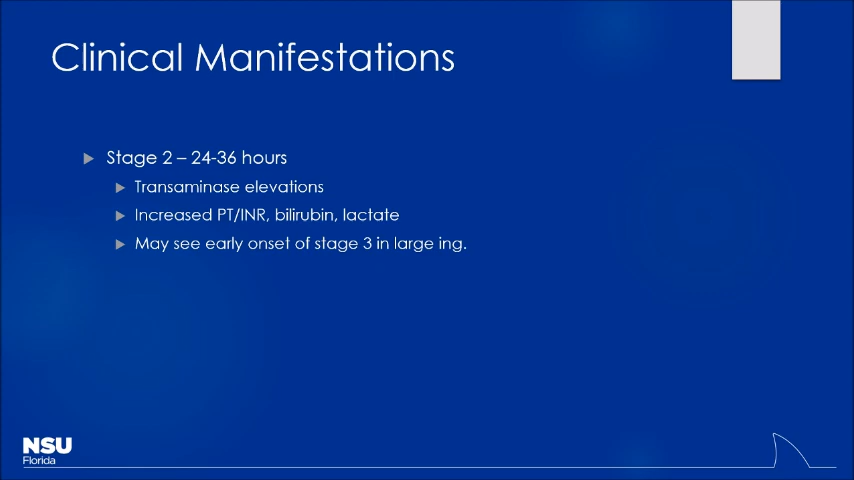 Clinical Manifestations
Stage 2 – 24-36 hours
Transaminase elevations
Increased PT/INR, bilirubin, lactate
May see early onset of stage 3 in large ing.
NSU
Florida